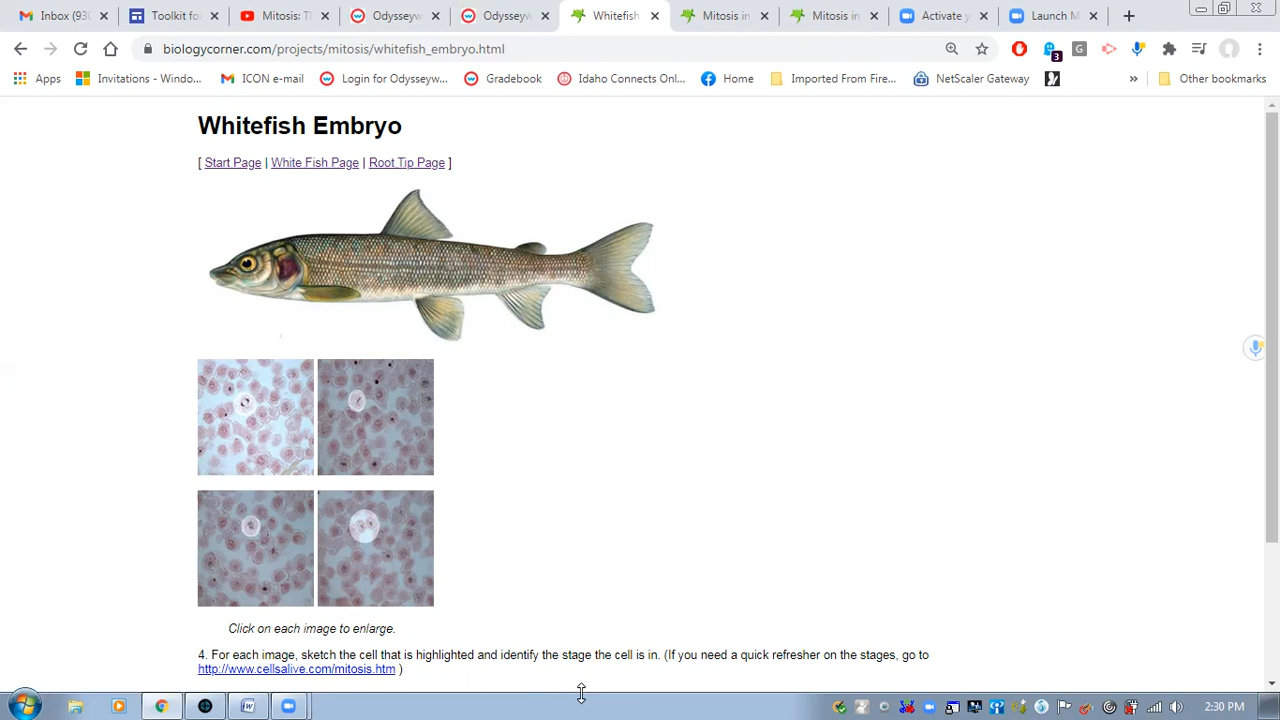 Inbox (93
Toolkit fo
Mitosis: T
Odyssey
Odyssey
Whitefish
Mitosis in
Mitosis in
Activate y
Launch M
biologycorner.com/projects/mitosis/whitefish_embryo.html
3
G
Apps
Invitations - Windo...
ICON e-mail
Login for Odysseyw...
Gradebook
Idaho Connects Onl...
Home
Imported From Fire...
NetScaler Gateway
»
Other bookmarks
Whitefish Embryo
[ Start Page | White Fish Page | Root Tip Page ]
Click on each image to enlarge.
4. For each image, sketch the cell that is highlighted and identify the stage the cell is in. (If you need a quick refresher on the stages, go to
http://www.cellsalive.com/mitosis.htm )
2:30 PM